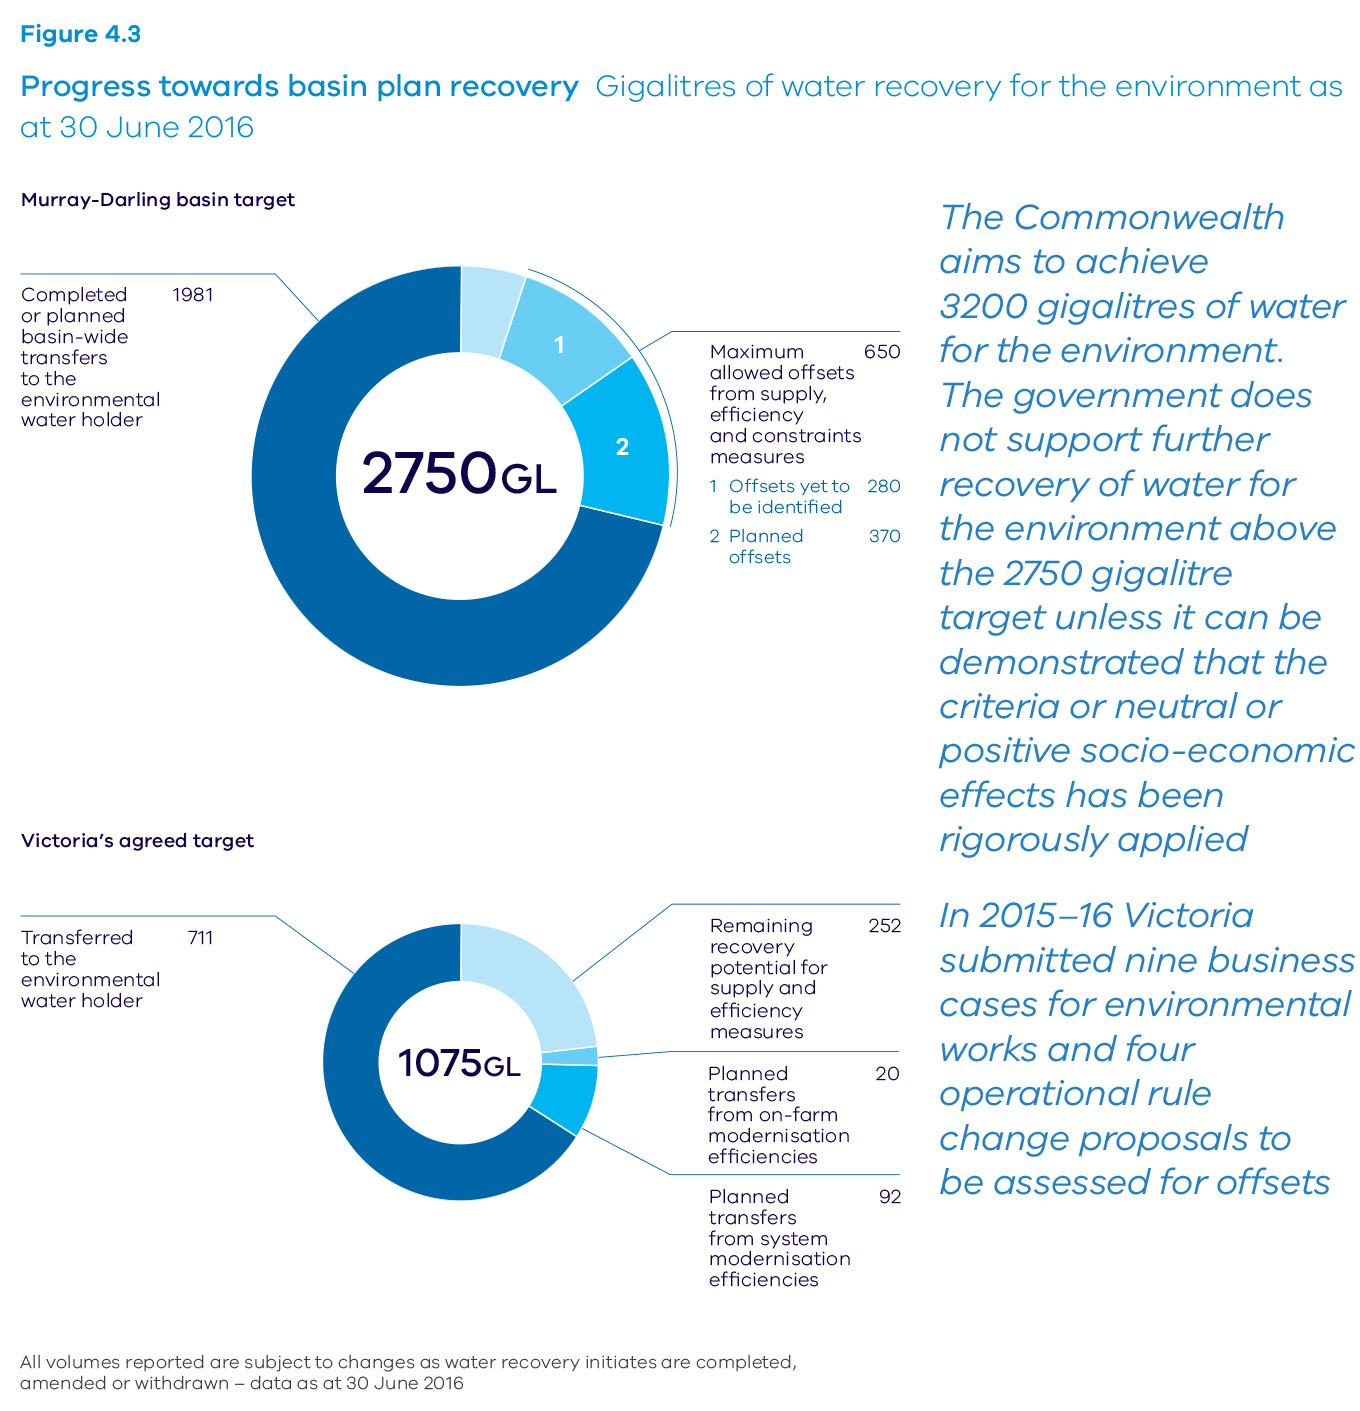 Figure 4.3
Progress towards basin plan recovery Gigalitres of water recovery for the environment as
at 30 June 2016
Murray-Darling basin target
Completed 1981
or planned
basin-wide
transfers
to the
environmental
water holder
1
2
2750GL
Maximum 650
allowed offsets
from supply,
efficiency
and constraints
measures
1 Offsets yet to 280
be identified
2 Planned 370
offsets
The Commonwealth
aims to achieve
3200 gigalitres of water
for the environment.
The government does
not support further
recovery of water for
the environment above
the 2750 gigalitre
target unless it can be
demonstrated that the
criteria or neutral or
positive socio-economic
effects has been
rigorously applied
Victoria's agreed target
Transferred 711
to the
environmental
water holder
1075GL
Remaining 252
recovery
potential for
supply and
efficiency
measures
Planned 20
transfers
from on-farm
modernisation
efficiencies
Planned 92
transfers
from system
modernisation
efficiencies
In 2015–16 Victoria
submitted nine business
cases for environmental
works and four
operational rule
change proposals to
be assessed for offsets
All volumes reported are subject to changes as water recovery initiates are completed,
amended or withdrawn – data as at 30 June 2016